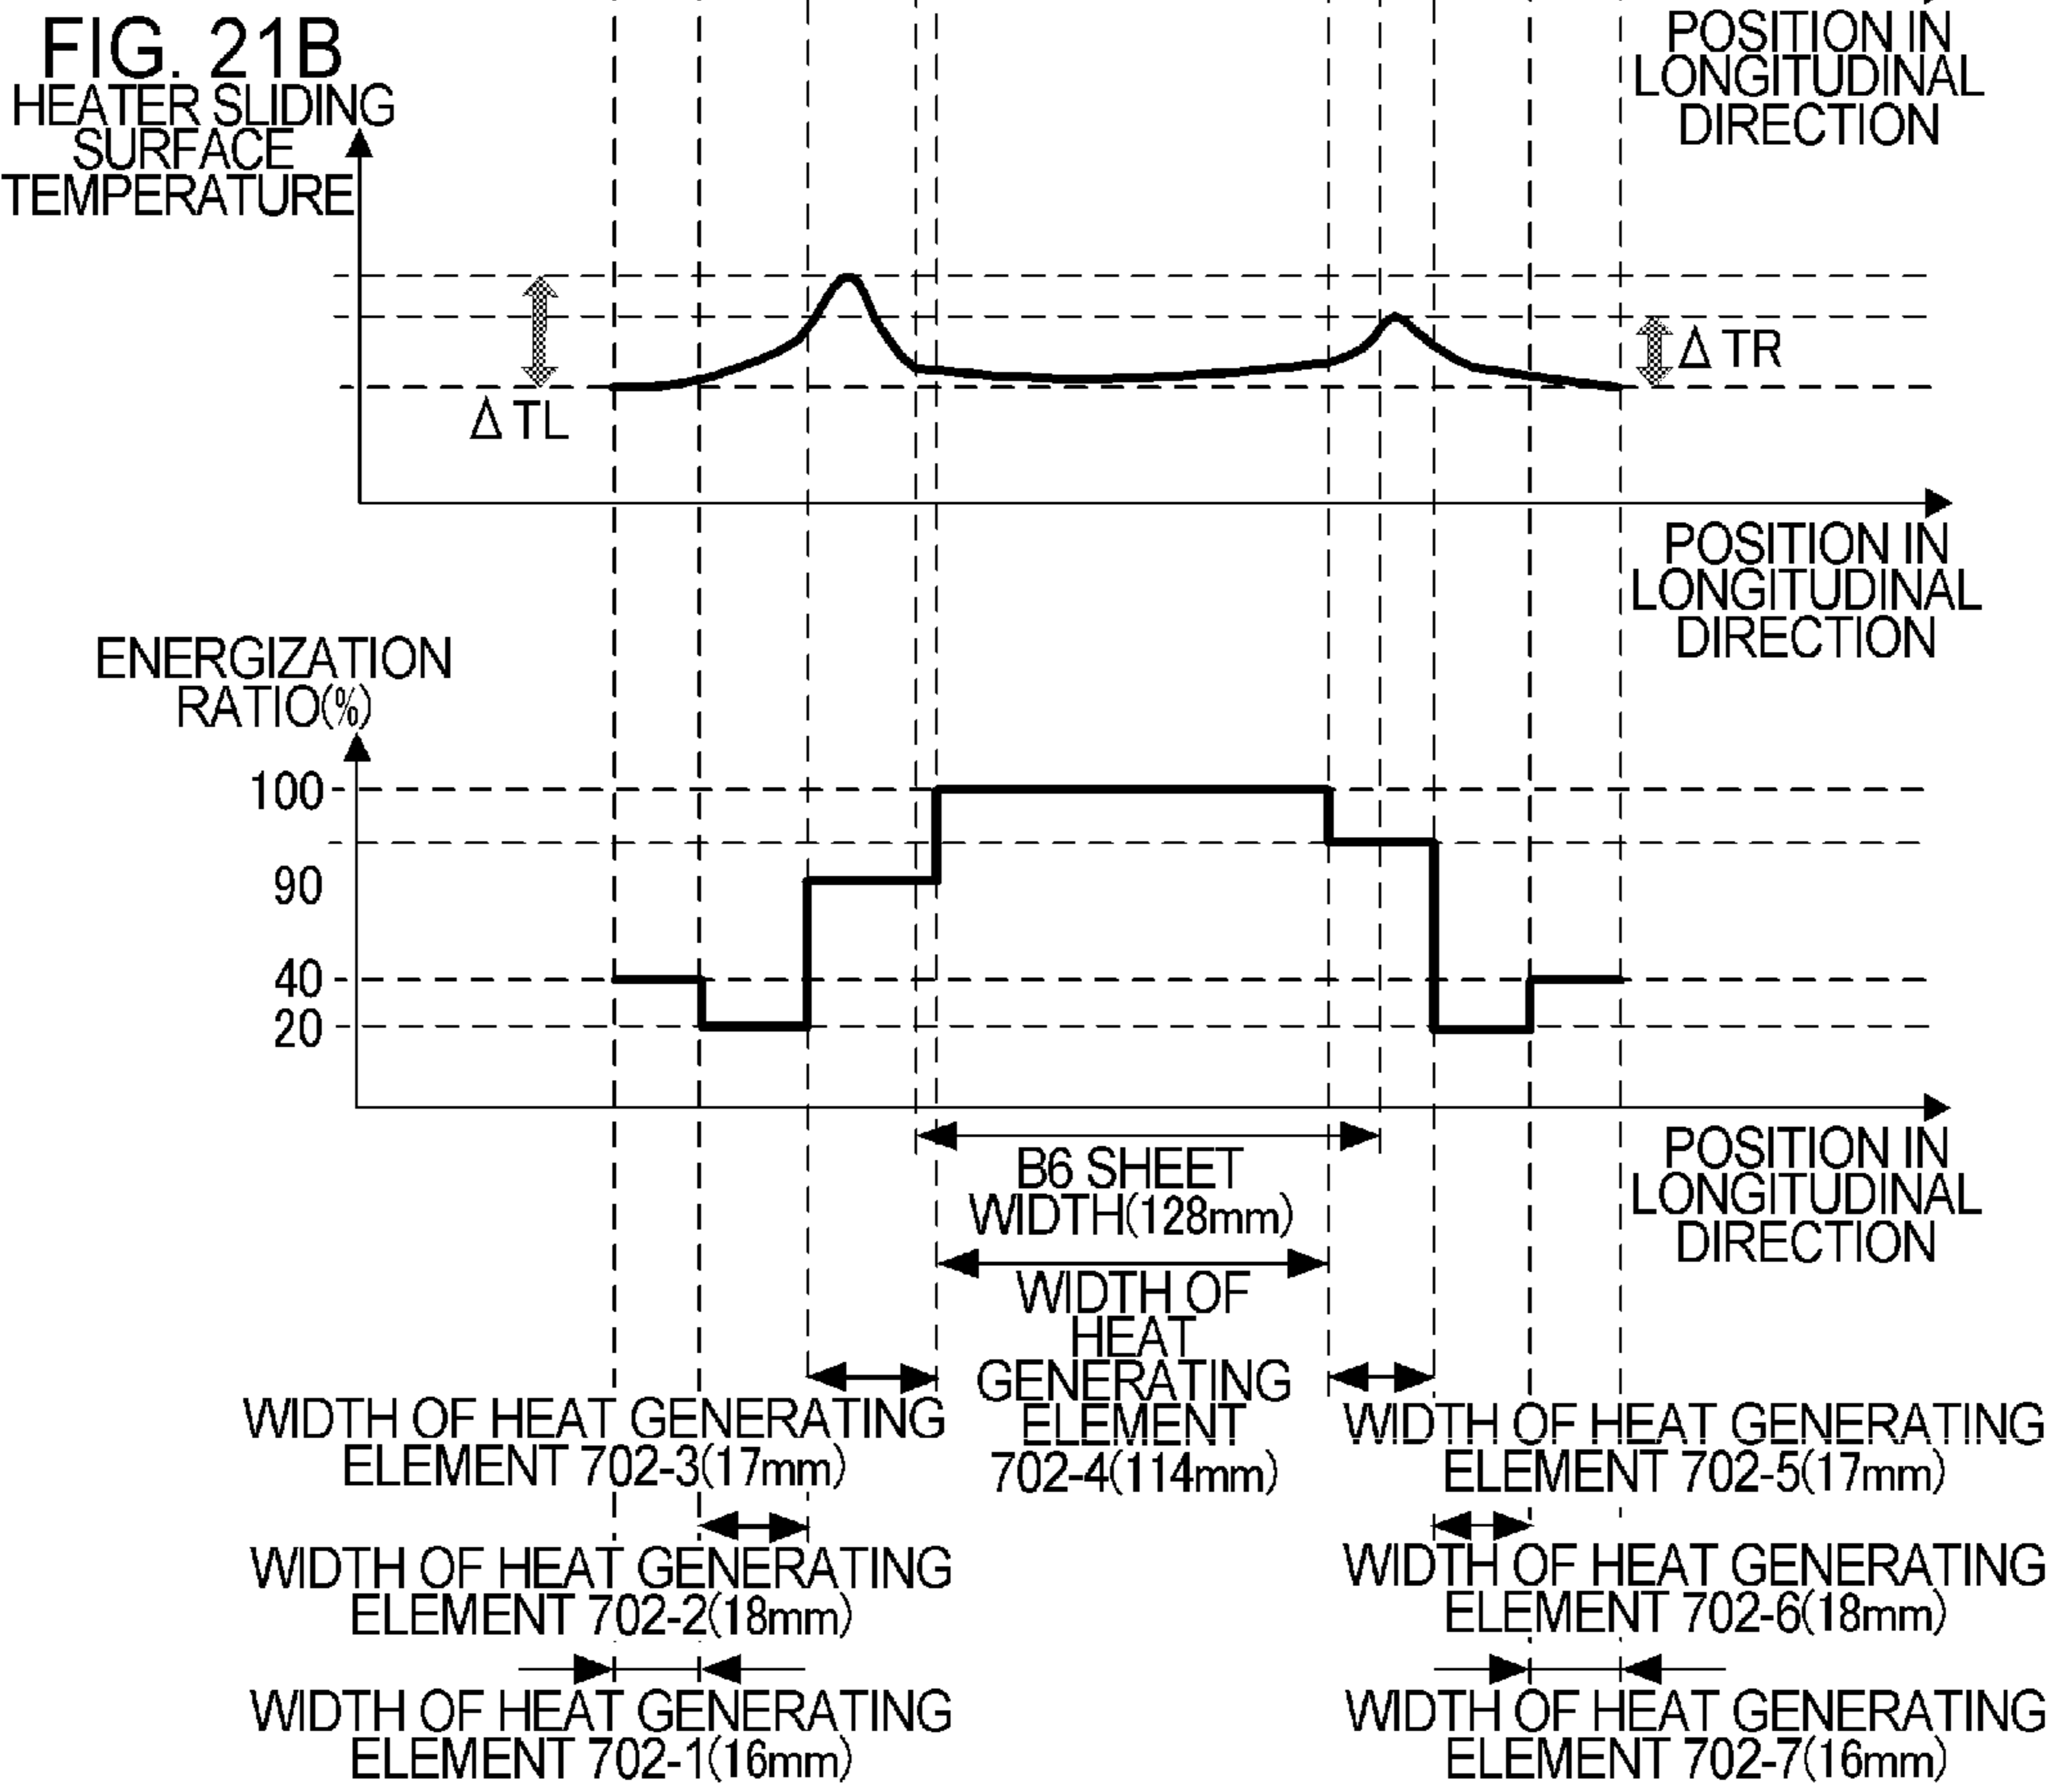 POSITION IN
LONGITUDINAL
DIRECTION
FIG. 21B
HEATER SLIDING
SURFACE
TEMPERATURE
Δ TL
Δ TR
POSITION IN
LONGITUDINAL
DIRECTION
ENERGIZATION
RATIO(%)
100
90
40
20
POSITION IN
LONGITUDINAL
DIRECTION
B6 SHEET
WIDTH(128mm)
WIDTH OF
HEAT
GENERATING
ELEMENT
702-4(114mm)
WIDTH OF HEAT GENERATING
ELEMENT 702-3(17mm)
WIDTH OF HEAT GENERATING
ELEMENT 702-5(17mm)
WIDTH OF HEAT GENERATING
ELEMENT 702-2(18mm)
WIDTH OF HEAT GENERATING
ELEMENT 702-6(18mm)
WIDTH OF HEAT GENERATING
ELEMENT 702-1(16mm)
WIDTH OF HEAT GENERATING
ELEMENT 702-7(16mm)